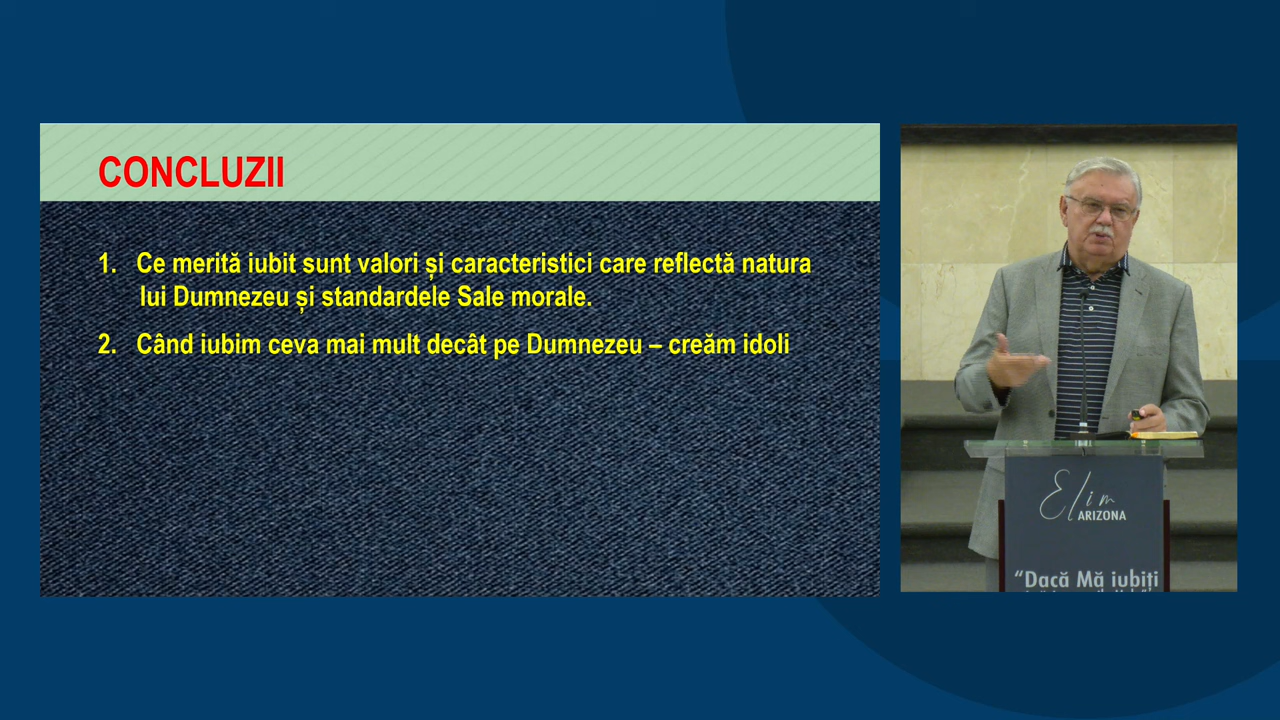 CONCLUZII
1. Ce merită iubit sunt valori și caracteristici care reflectă natura
lui Dumnezeu și standardele Sale morale.
2. Când iubim ceva mai mult decât pe Dumnezeu – creăm idoli
Elim
ARIZONA
“Dacă Mă iubiți